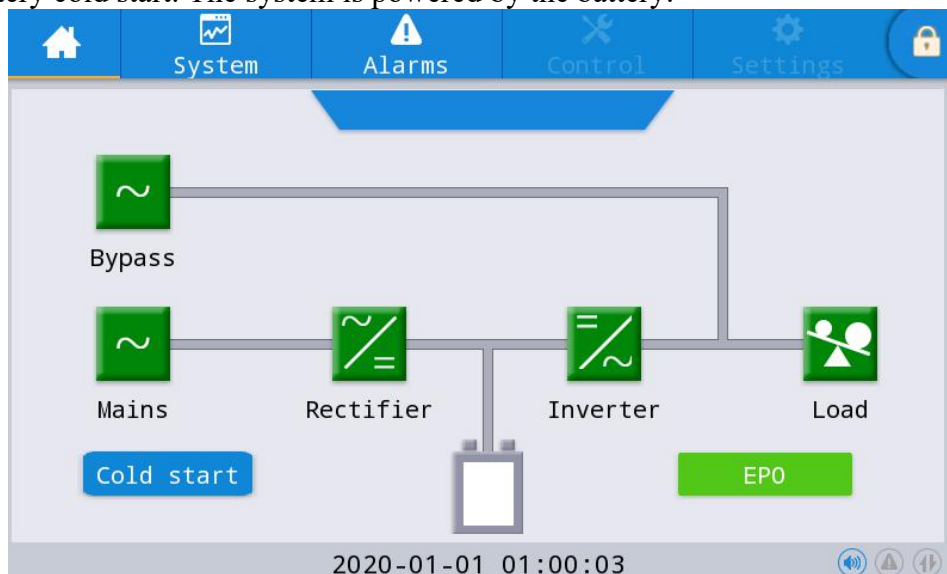 ery cold start. The system is powered by the battery.
System Alarms Control Settings
Bypass
Mains Rectifier Inverter Load
Cold start EPO
2020-01-01 01:00:03